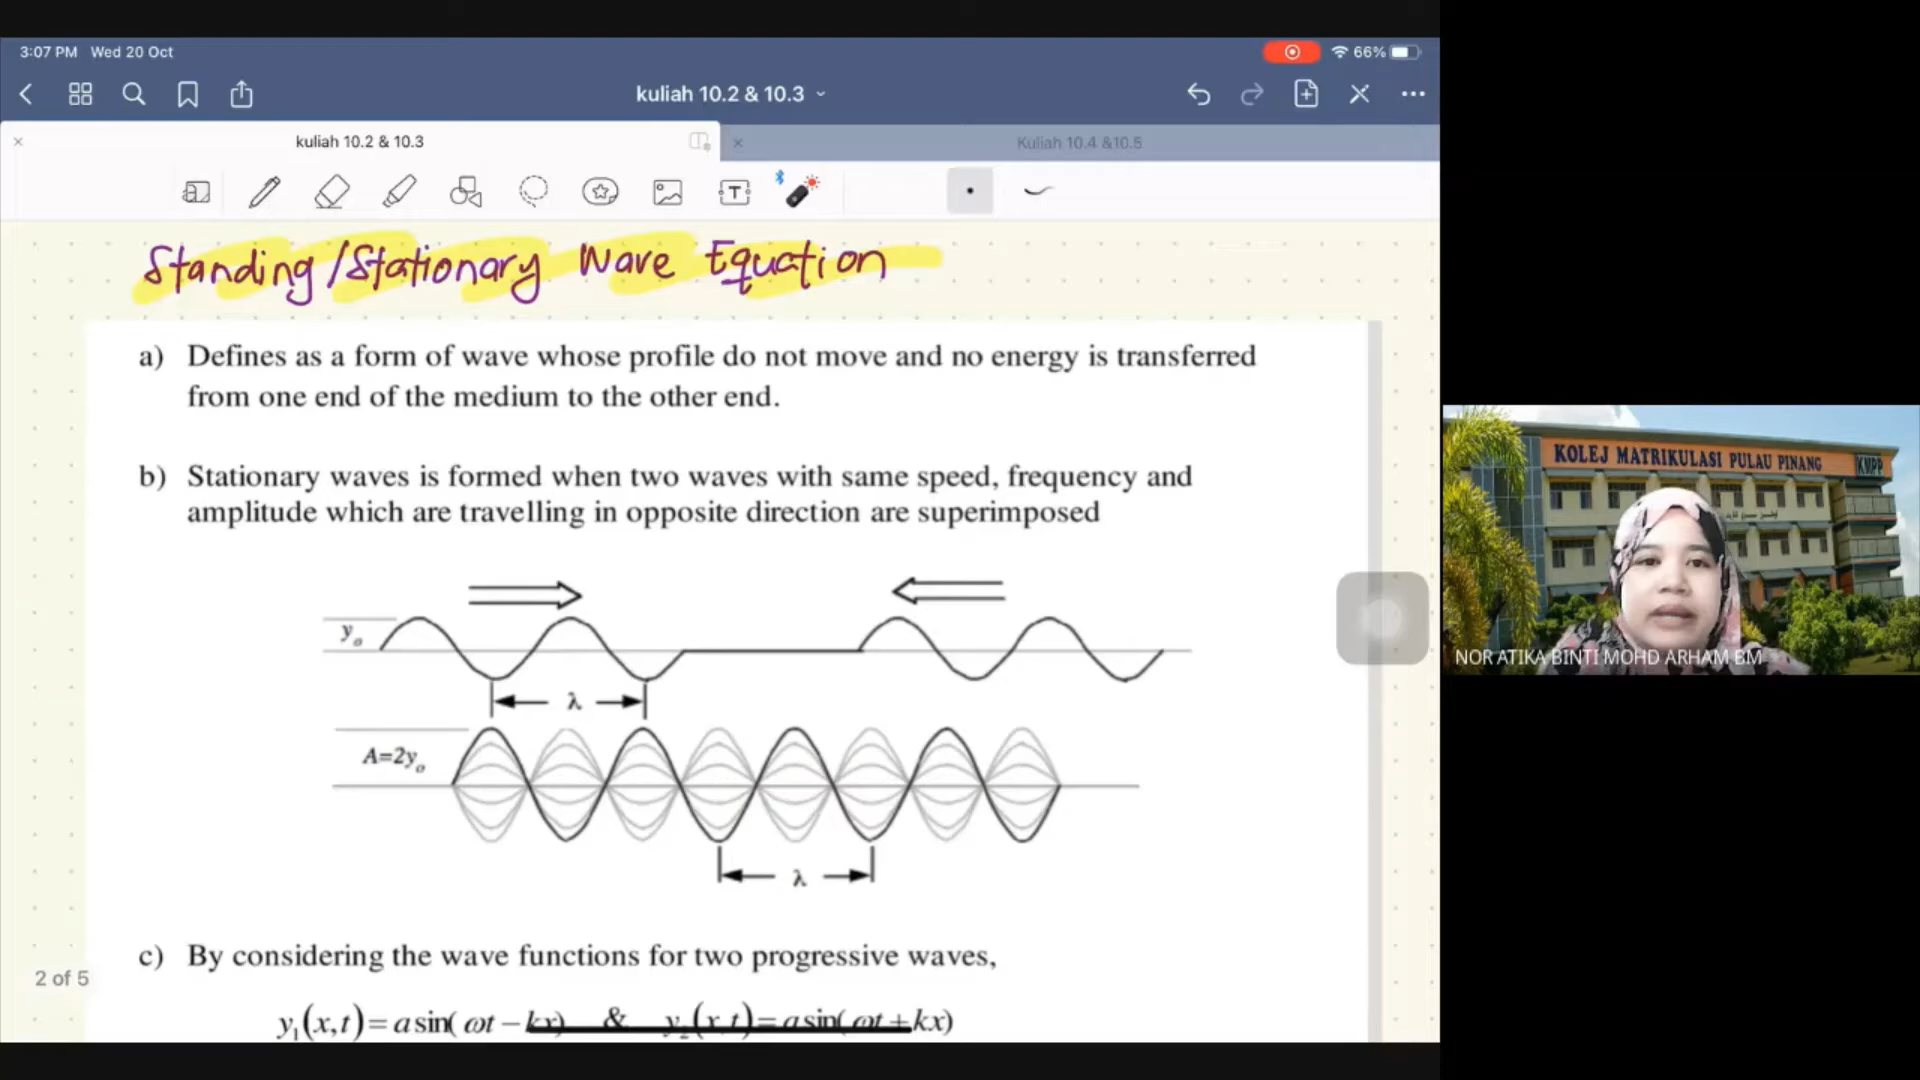 3:07 PM Wed 20 Oct
66%
kuliah 10.2 & 10.3
kuliah 10.2 & 10.3
Kuliah 10.4 &10.5
T
Standing/Stationary Wave Equation
a) Defines as a form of wave whose profile do not move and no energy is transferred
from one end of the medium to the other end.
b) Stationary waves is formed when two waves with same speed, frequency and
amplitude which are travelling in opposite direction are superimposed
yₒ
λ
A=2yₒ
λ
c) By considering the wave functions for two progressive waves,
2 of 5
y₁(x,t)= a sin( ωt – kx) & y₂(x,t)= a sin( ωt + kx)
KOLEJ MATRIKULASI PULAU PINANG
KMPP
NOR ATIKA BINTI MOHD ARHAM BM